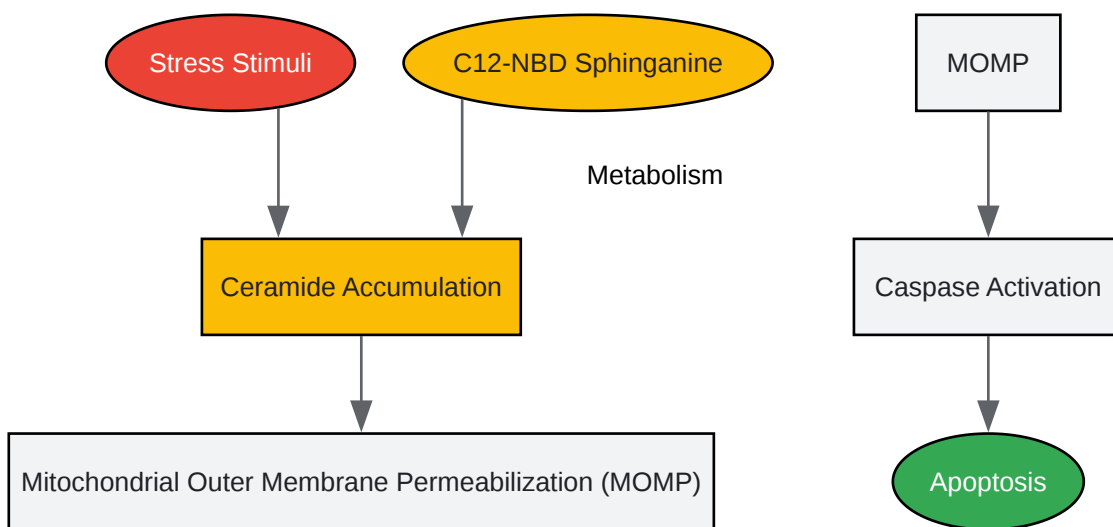 Stress Stimuli
C12-NBD Sphinganine
MOMP
Metabolism
Ceramide Accumulation
Caspase Activation
Mitochondrial Outer Membrane Permeabilization (MOMP)
Apoptosis